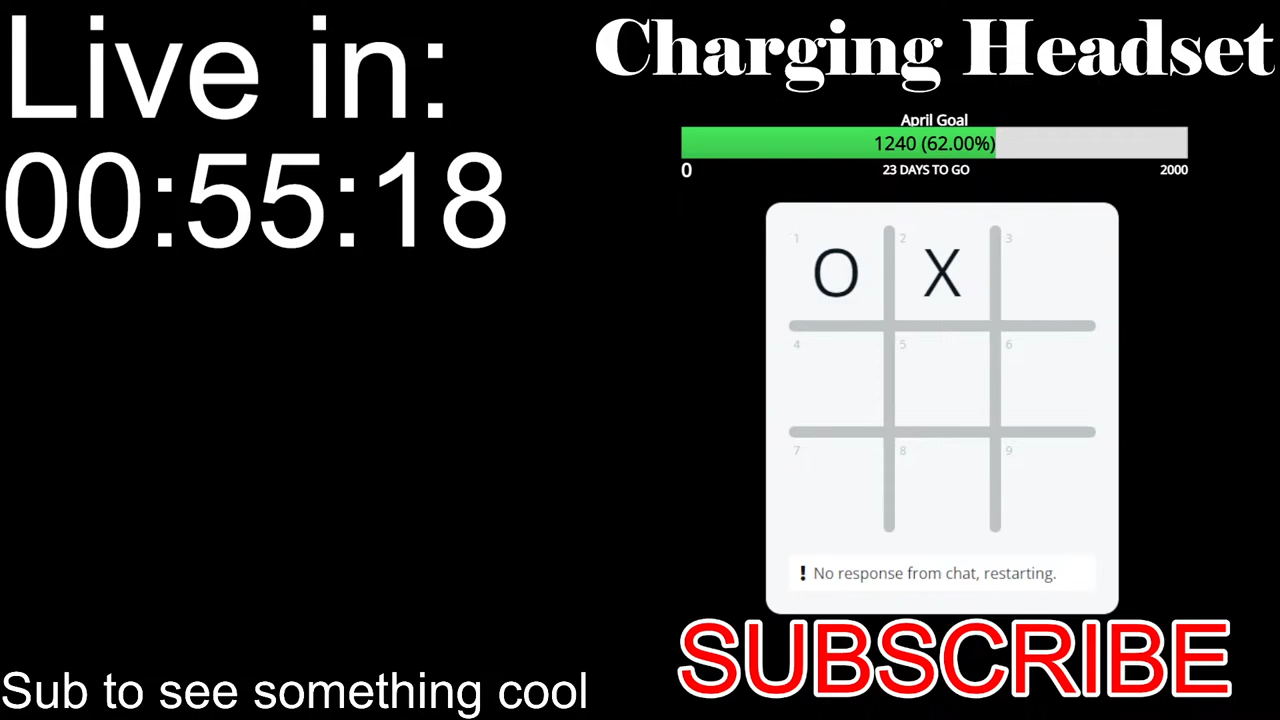 Live in:
00:55:18
Charging Headset
April Goal
1240 (62.00%)
0
23 DAYS TO GO
2000
1
2
3
O
X
4
5
6
7
8
9
! No response from chat, restarting.
SUBSCRIBE
Sub to see something cool